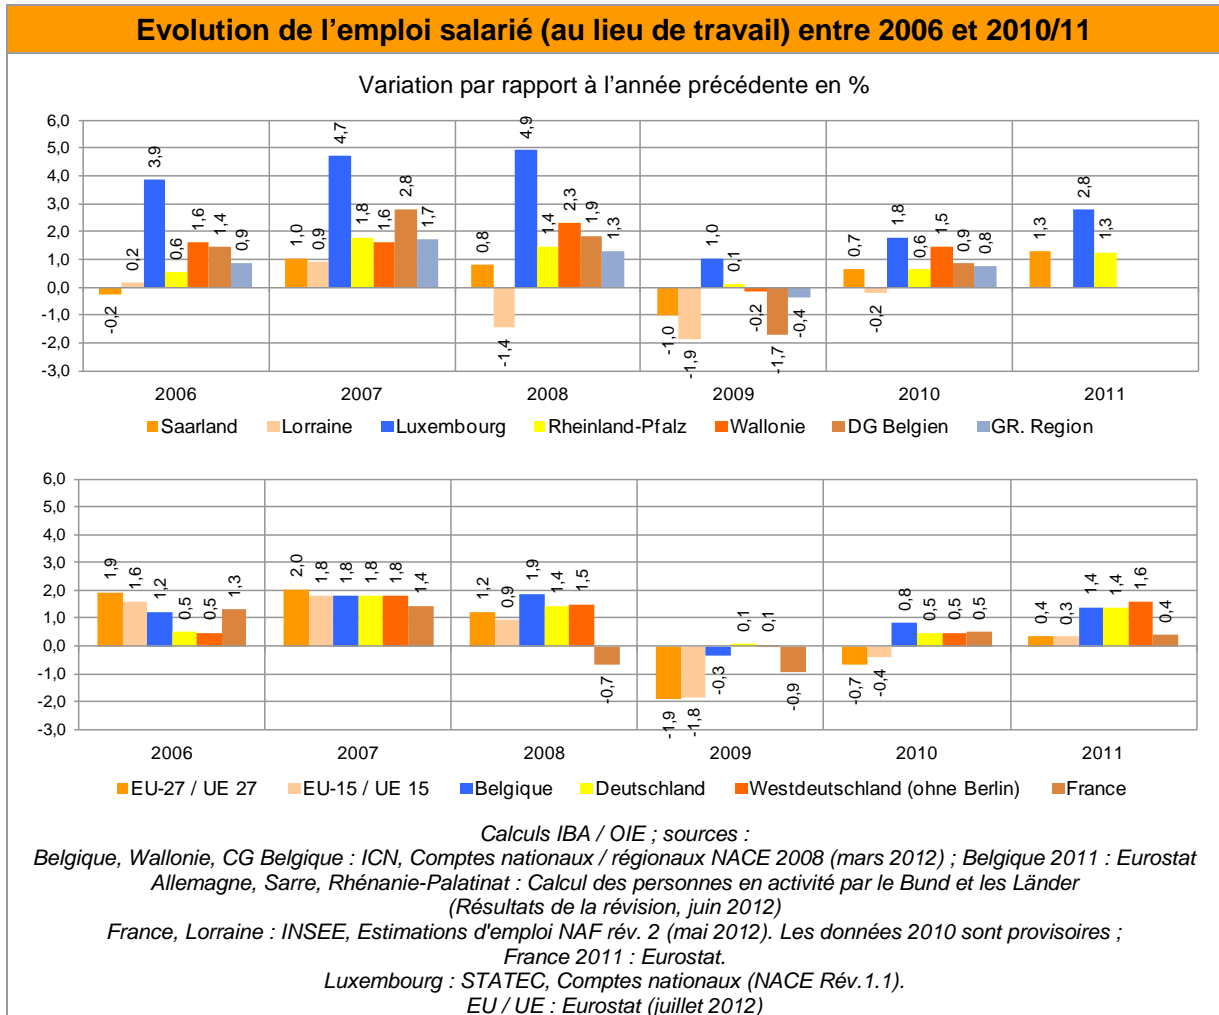 Evolution de l'emploi salarié (au lieu de travail) entre 2006 et 2010/11
Variation par rapport à l'année précédente en %
6,0
5,0
4,0
3,0
2,0
1,0
0,0
-1,0
-2,0
-3,0
-0,2 0,2 3,9 0,6 1,6 1,4 0,9
1,0 0,9 4,7 1,8 1,6 2,8 1,7
0,8 -1,4 4,9 1,4 2,3 1,9 1,3
-1,0 -1,9 1,0 0,1 -0,2 -1,7 -0,4
0,7 -0,2 1,8 0,6 1,5 0,9 0,8
1,3 2,8 1,3
2006 2007 2008 2009 2010 2011
Saarland Lorraine Luxembourg Rheinland-Pfalz Wallonie DG Belgien GR. Region
6,0
5,0
4,0
3,0
2,0
1,0
0,0
-1,0
-2,0
-3,0
1,9 1,6 1,2 0,5 0,5 1,3
2,0 1,8 1,8 1,8 1,8 1,4
1,2 0,9 1,9 1,4 1,5 -0,7
-1,9 -1,8 -0,3 0,1 0,1 -0,9
-0,7 -0,4 0,8 0,5 0,5 0,5
0,4 0,3 1,4 1,4 1,6 0,4
2006 2007 2008 2009 2010 2011
EU-27 / UE 27 EU-15 / UE 15 Belgique Deutschland Westdeutschland (ohne Berlin) France
Calculs IBA / OIE ; sources :
Belgique, Wallonie, CG Belgique : ICN, Comptes nationaux / régionaux NACE 2008 (mars 2012) ; Belgique 2011 : Eurostat
Allemagne, Sarre, Rhénanie-Palatinat : Calcul des personnes en activité par le Bund et les Länder
(Résultats de la révision, juin 2012)
France, Lorraine : INSEE, Estimations d'emploi NAF rév. 2 (mai 2012). Les données 2010 sont provisoires ;
France 2011 : Eurostat.
Luxembourg : STATEC, Comptes nationaux (NACE Rév.1.1).
EU / UE : Eurostat (juillet 2012)